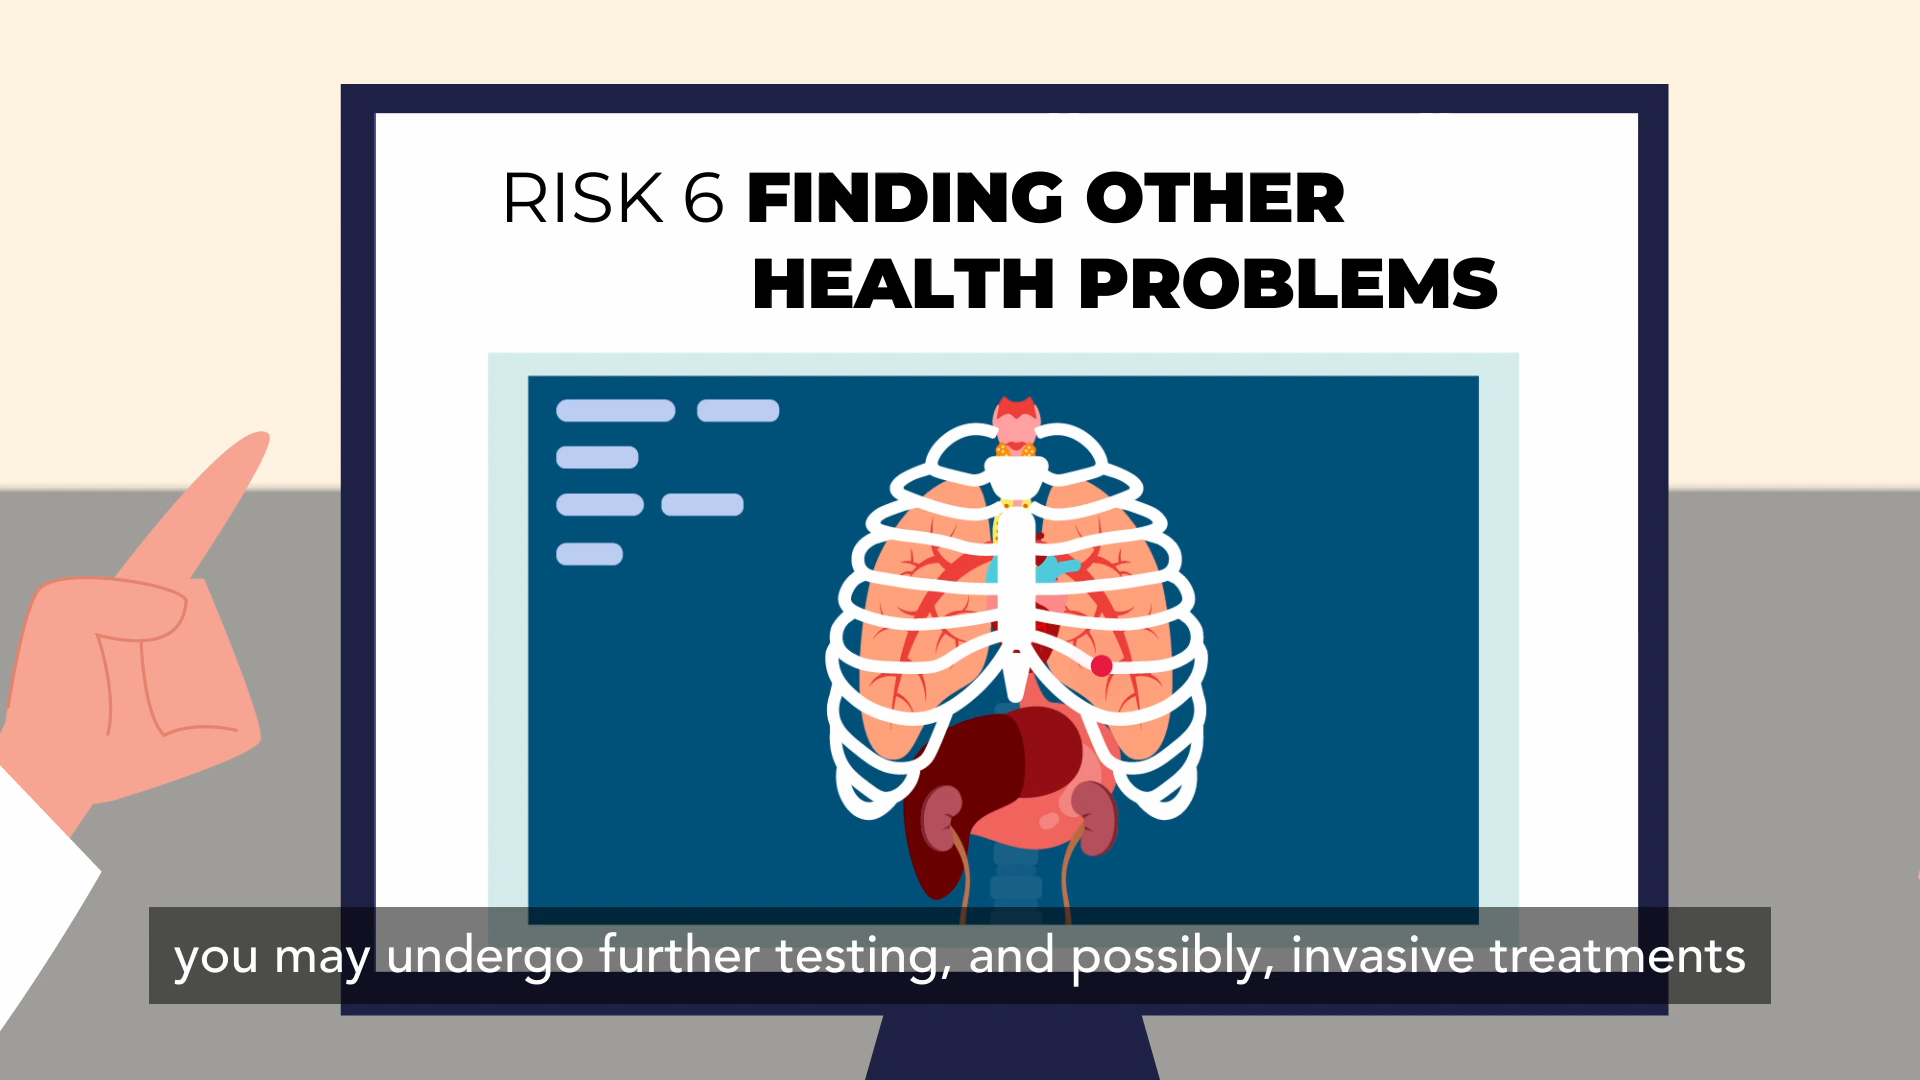 RISK 6 FINDING OTHER
HEALTH PROBLEMS
you may undergo further testing, and possibly, invasive treatments